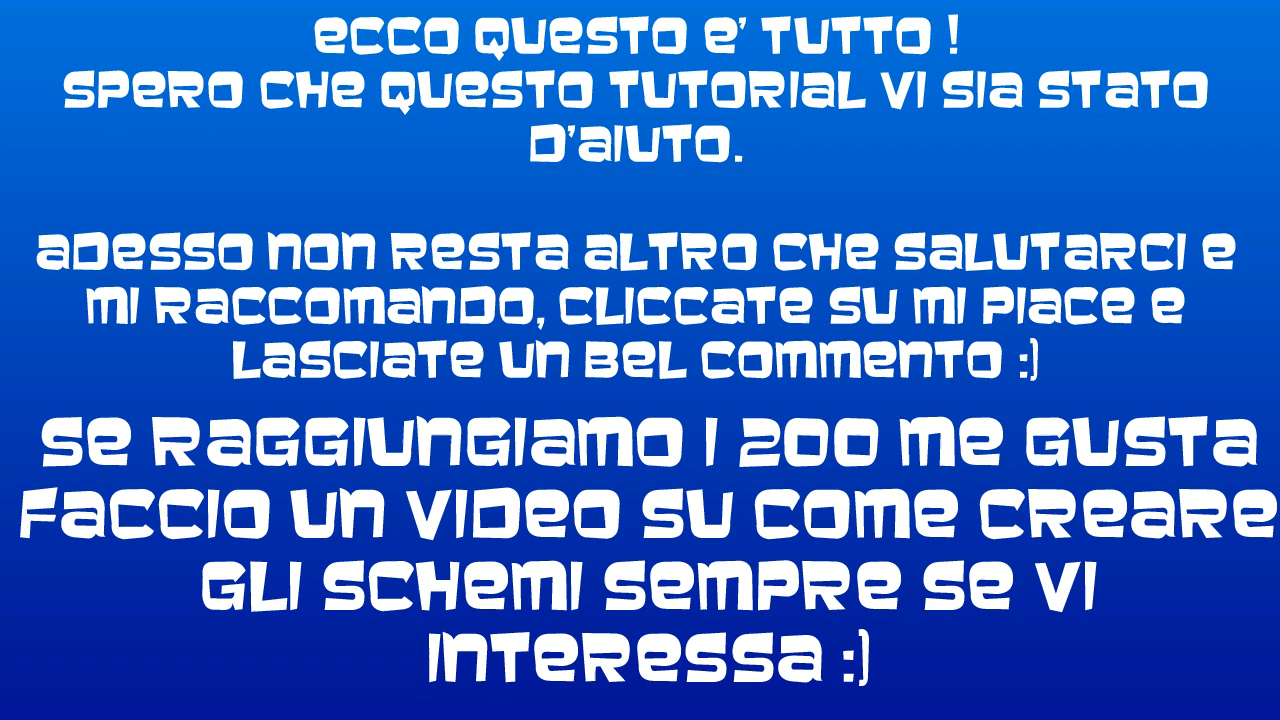 ECCO QUESTO E' TUTTO !
SPERO CHE QUESTO TUTORIAL VI SIA STATO
D'AIUTO.
ADESSO NON RESTA ALTRO CHE SALUTARCI E
MI RACCOMANDO, CLICCATE SU MI PIACE E
LASCIATE UN BEL COMMENTO :)
SE RAGGIUNGIAMO I 200 ME GUSTA
FACCIO UN VIDEO SU COME CREARE
GLI SCHEMI SEMPRE SE VI
INTERESSA :)